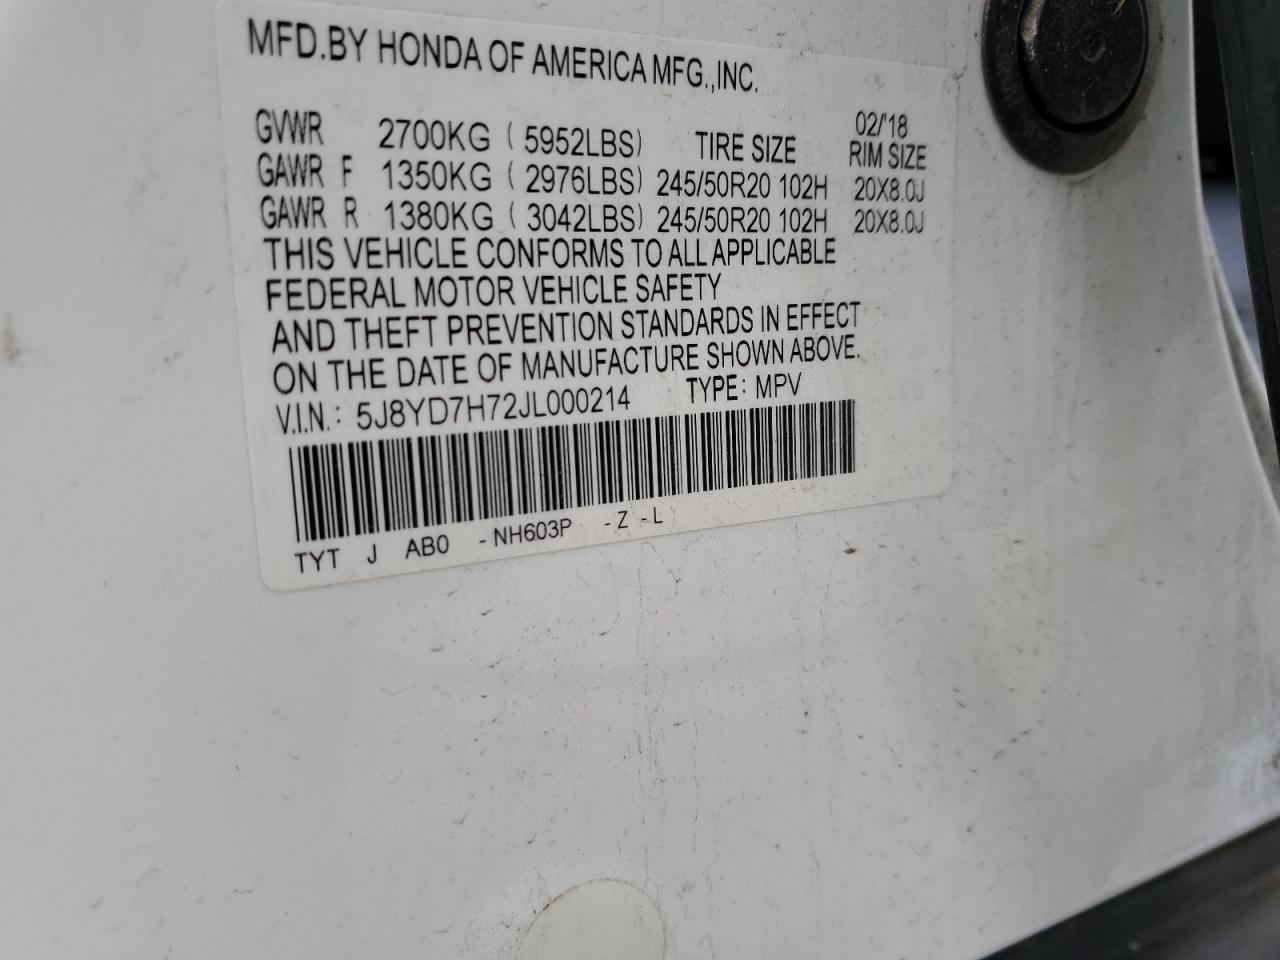 MFD.BY HONDA OF AMERICA MFG.,INC.
02/'18
GVWR 2700KG ( 5952LBS) TIRE SIZE RIM SIZE
GAWR F 1350KG ( 2976LBS) 245/50R20 102H 20X8.0J
GAWR R 1380KG ( 3042LBS) 245/50R20 102H 20X8.0J
THIS VEHICLE CONFORMS TO ALL APPLICABLE
FEDERAL MOTOR VEHICLE SAFETY
AND THEFT PREVENTION STANDARDS IN EFFECT
ON THE DATE OF MANUFACTURE SHOWN ABOVE.
V.I.N.: 5J8YD7H72JL000214 TYPE: MPV
TYT J AB0 -NH603P -Z -L